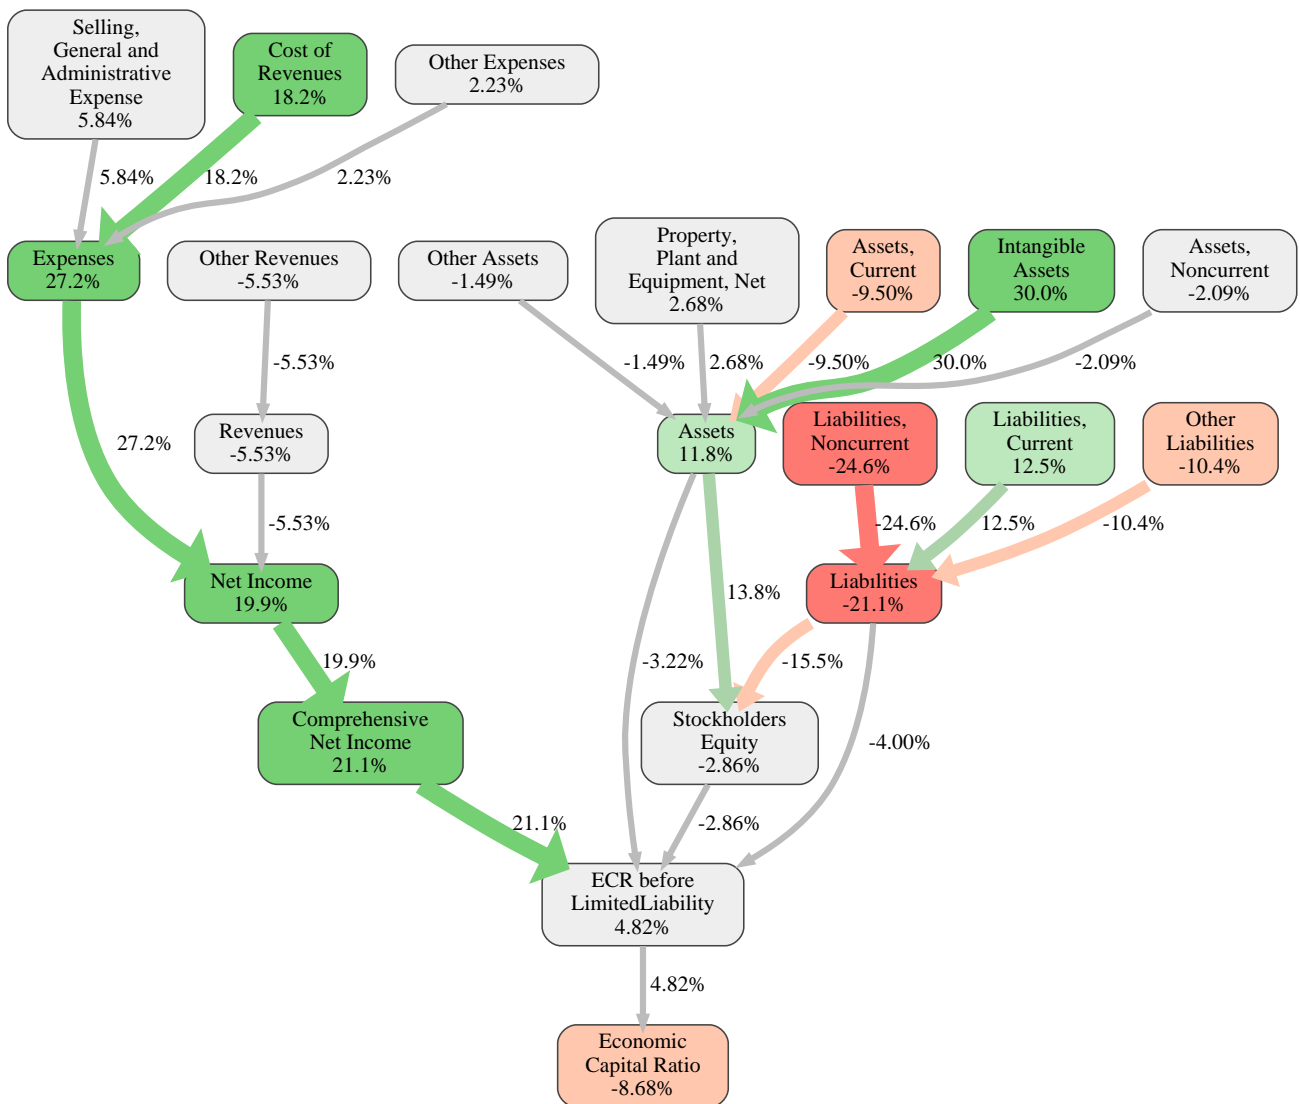 Selling,
General and
Administrative
Expense
5.84%
Cost of
Revenues
18.2%
Other Expenses
2.23%
5.84%
18.2%
2.23%
Expenses
27.2%
Other Revenues
-5.53%
Other Assets
-1.49%
Property,
Plant and
Equipment, Net
2.68%
Assets,
Current
-9.50%
Intangible
Assets
30.0%
Assets,
Noncurrent
-2.09%
-5.53%
-1.49%
2.68%
-9.50%
30.0%
-2.09%
27.2%
Revenues
-5.53%
Assets
11.8%
Liabilities,
Noncurrent
-24.6%
Liabilities,
Current
12.5%
Other
Liabilities
-10.4%
-5.53%
-24.6%
12.5%
-10.4%
Net Income
19.9%
13.8%
Liabilities
-21.1%
19.9%
-3.22%
-15.5%
Comprehensive
Net Income
21.1%
Stockholders
Equity
-2.86%
-4.00%
21.1%
-2.86%
ECR before
LimitedLiability
4.82%
4.82%
Economic
Capital Ratio
-8.68%